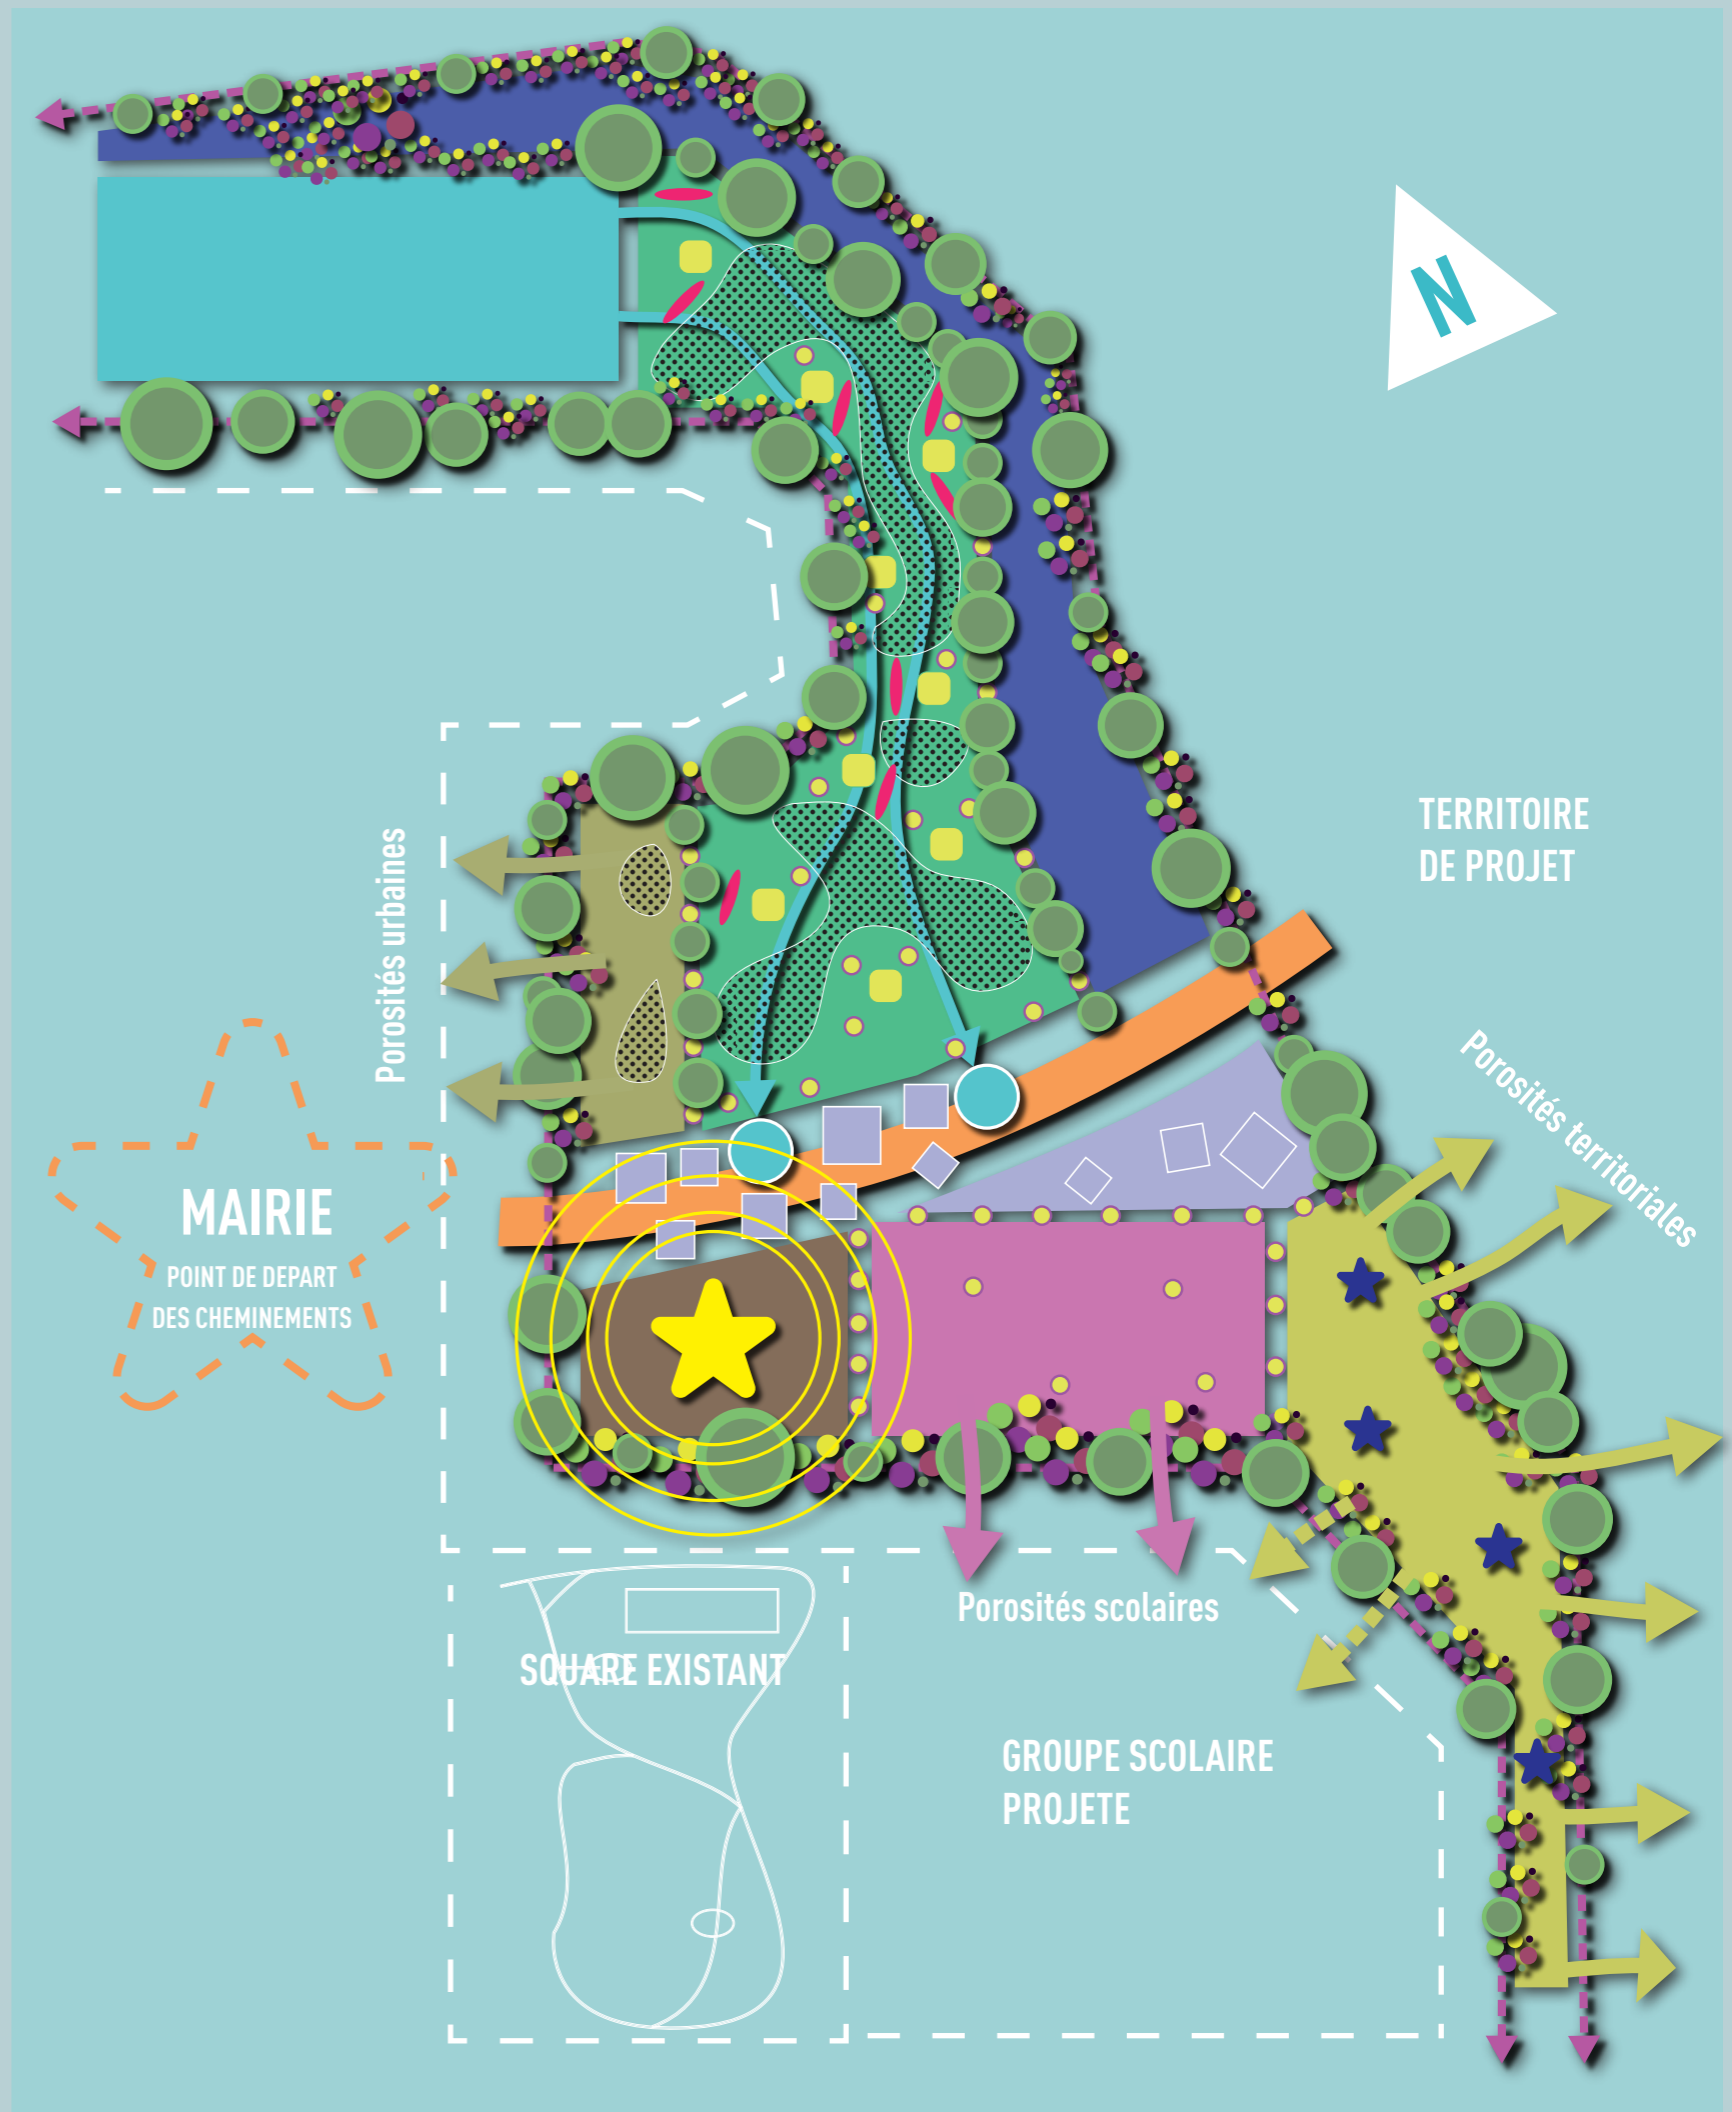 N
TERRITOIRE
DE PROJET
Porosités urbaines
Porosités territoriales
MAIRIE
POINT DE DEPART
DES CHEMINEMENTS
Porosités scolaires
SQUARE EXISTANT
GROUPE SCOLAIRE
PROJETE